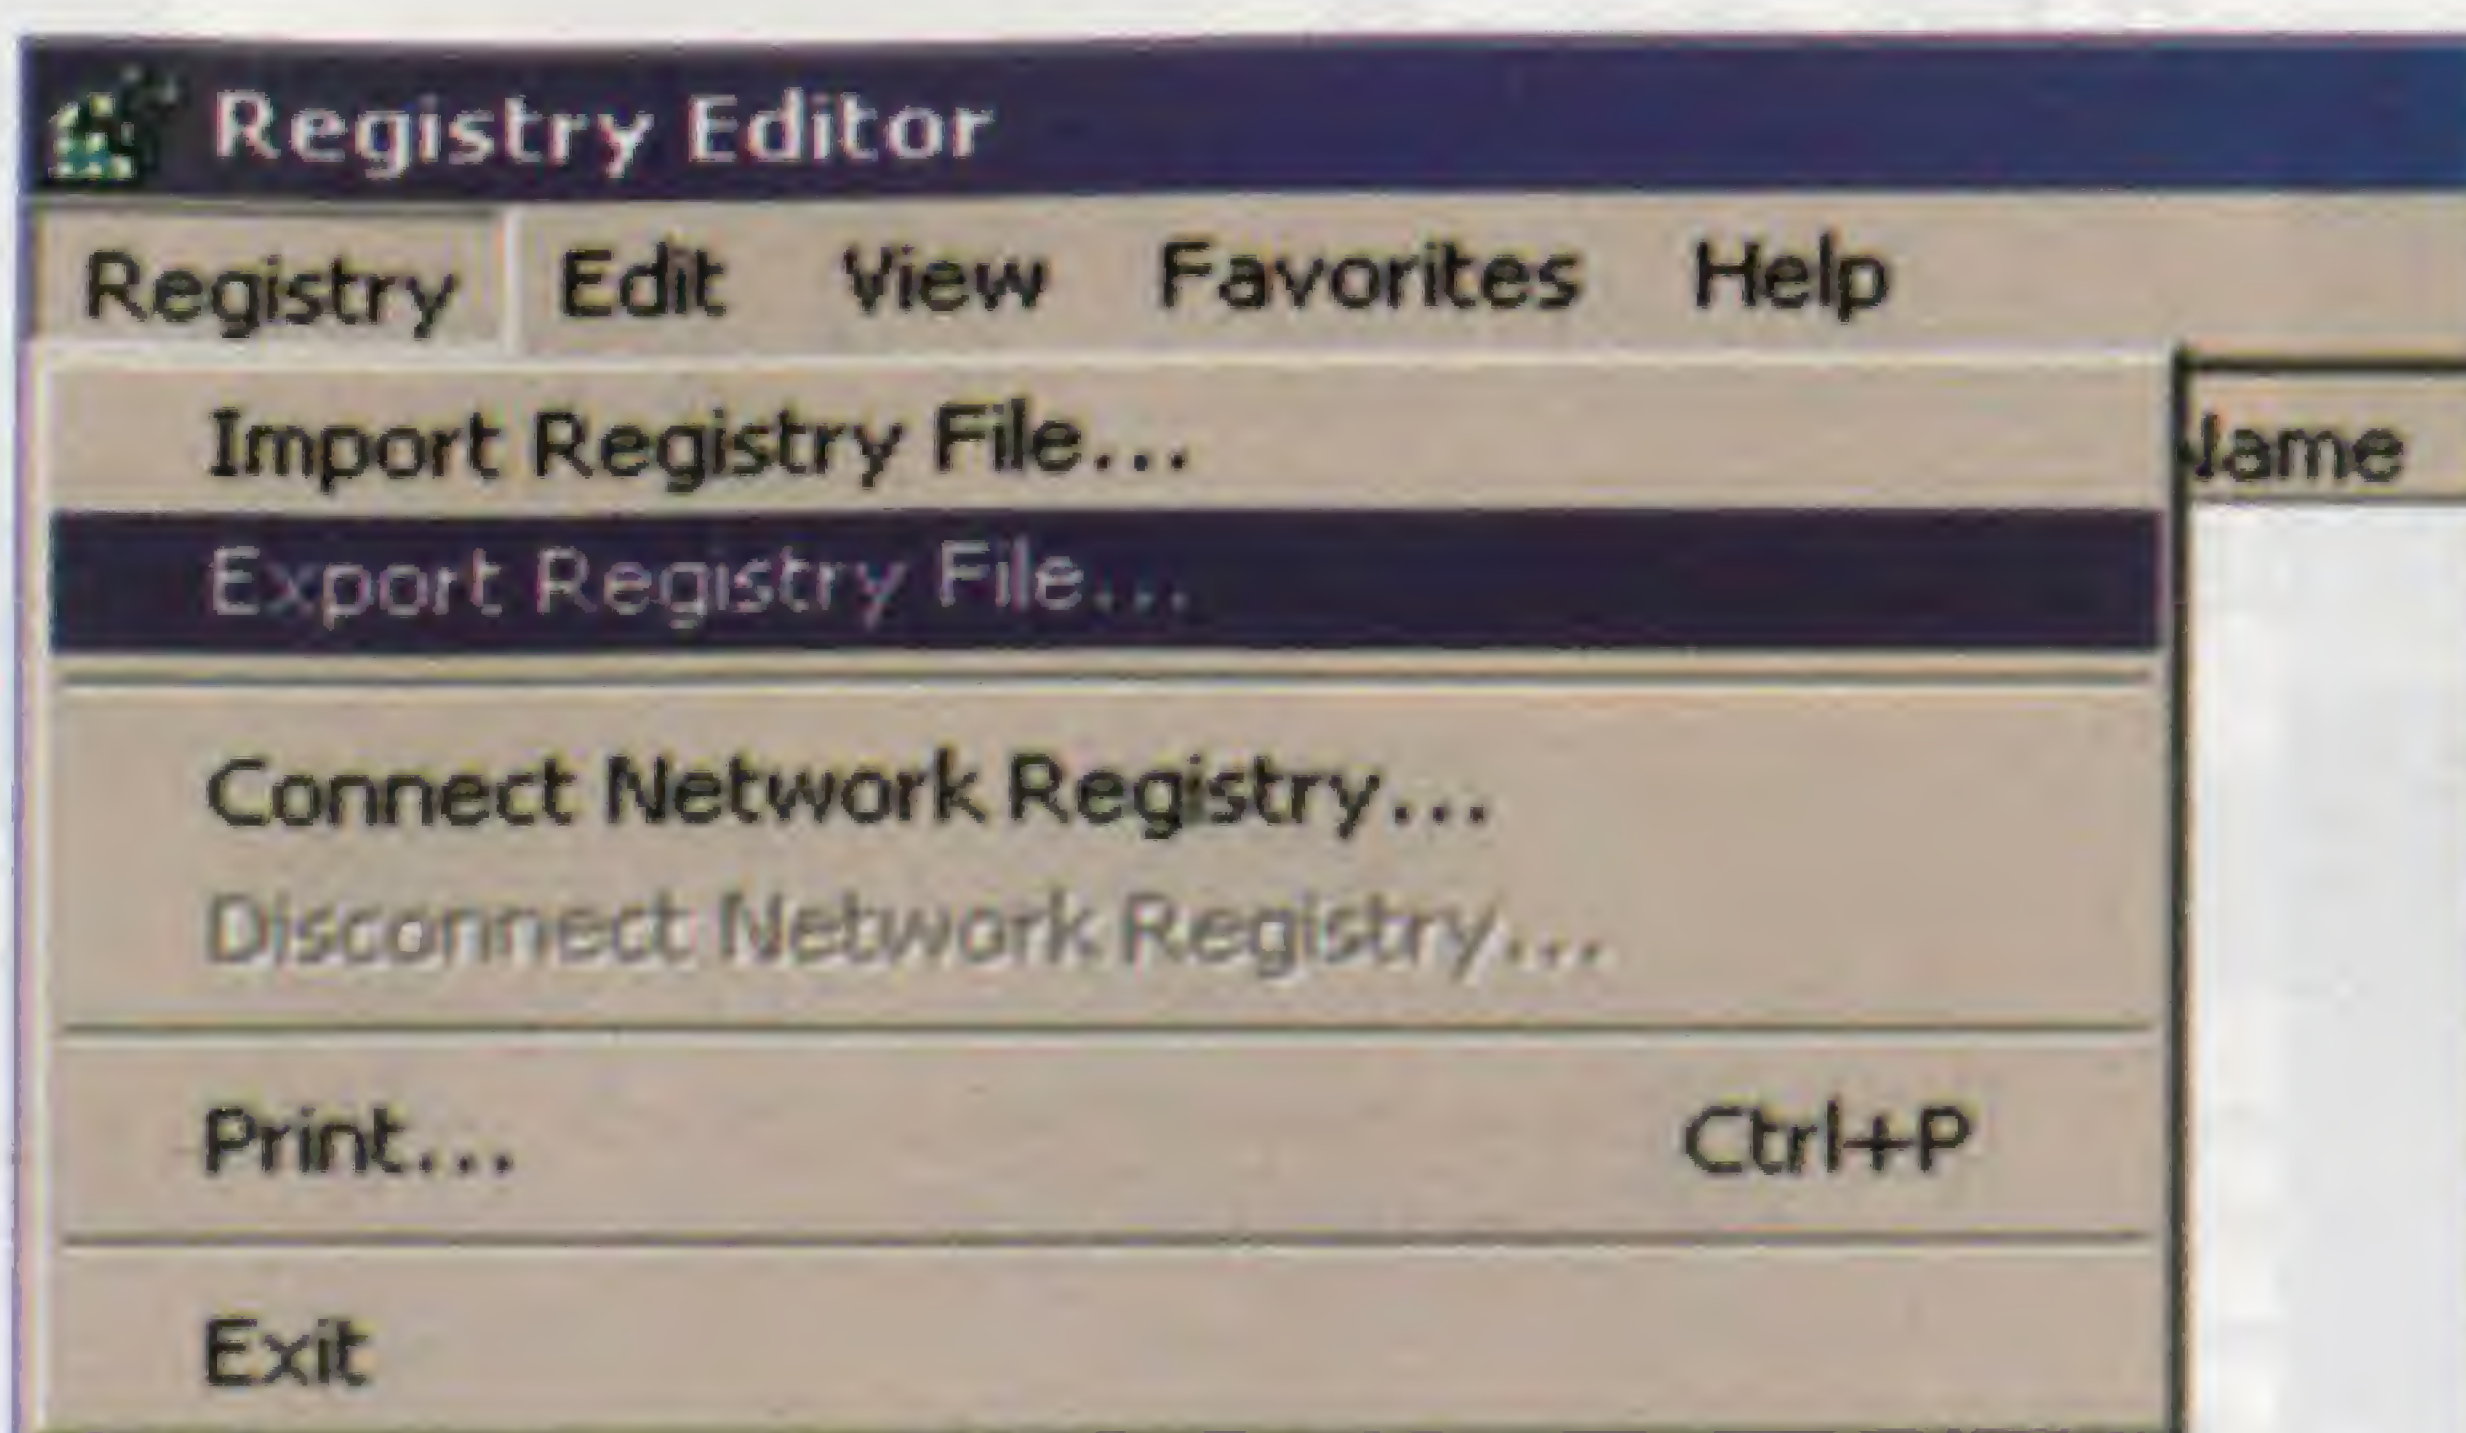 Registry Editor
Registry Edit View Favorites Help
Import Registry File...
Name
Export Registry File...
Connect Network Registry...
Disconnect Network Registry...
Print... Ctrl+P
Exit